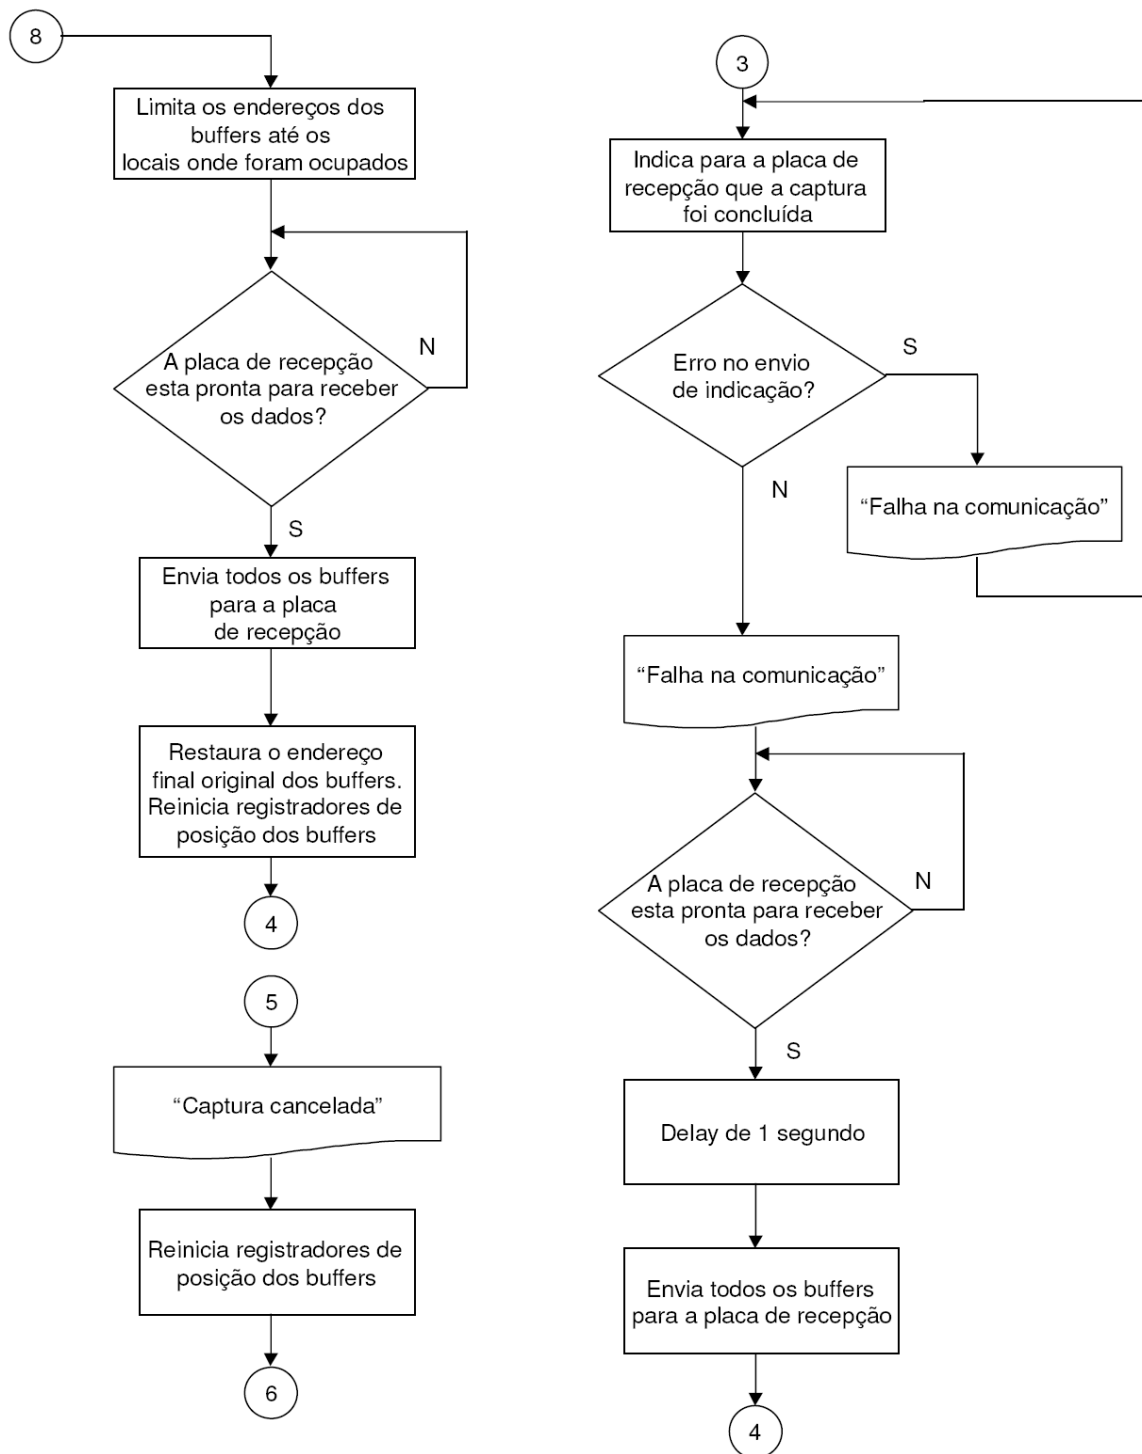 8
Limita os endereços dos
buffers até os
locais onde foram ocupados
A placa de recepção
esta pronta para receber
os dados?
N
S
Envia todos os buffers
para a placa
de recepção
Restaura o endereço
final original dos buffers.
Reinicia registradores de
posição dos buffers
4
5
“Captura cancelada”
Reinicia registradores de
posição dos buffers
6
3
Indica para a placa de
recepção que a captura
foi concluída
Erro no envio
de indicação?
S
N
“Falha na comunicação”
“Falha na comunicação”
A placa de recepção
esta pronta para receber
os dados?
N
S
Delay de 1 segundo
Envia todos os buffers
para a placa de recepção
4